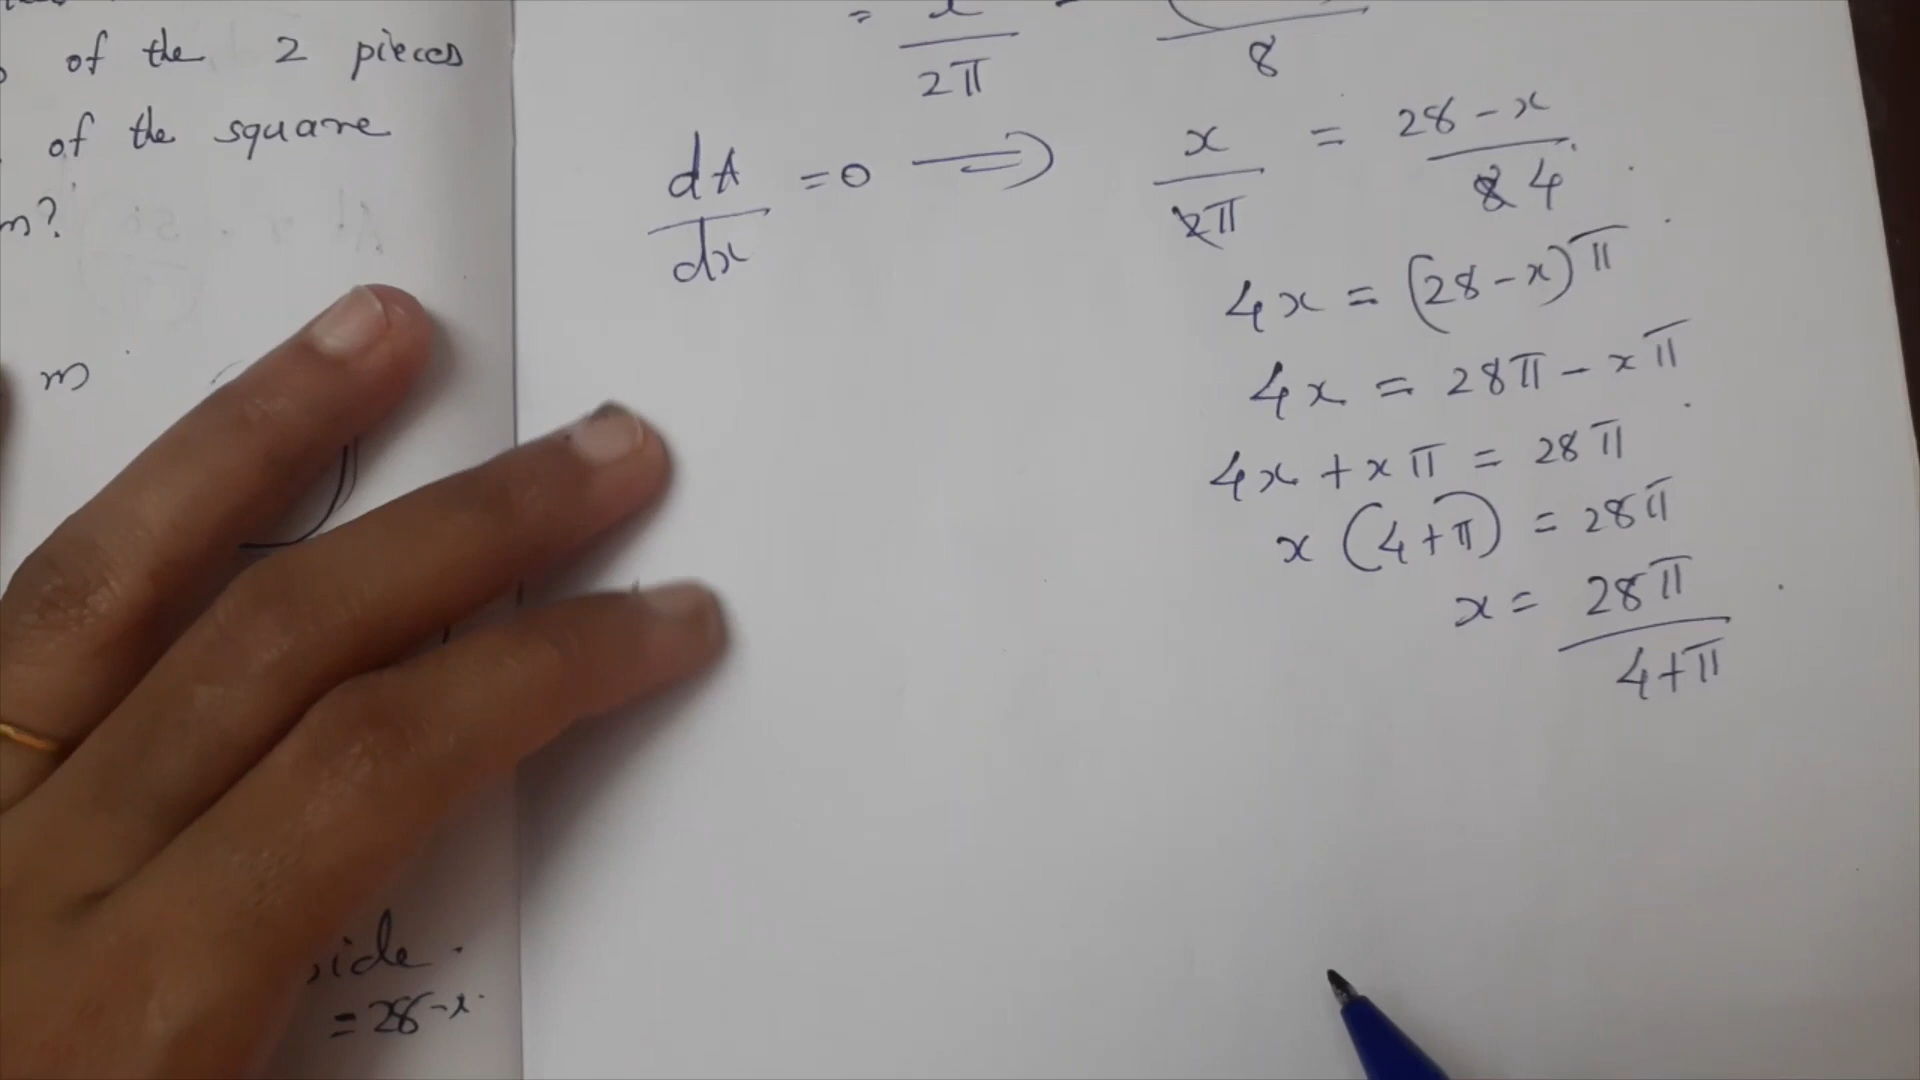 of the 2 pieces
of the square
m?
m
side.
= 28-x.
= x/2π - /8
dA/dx = 0 ⟹ x/2π = 28-x/8 4
4x = (28-x)π
4x = 28π - xπ
4x + xπ = 28π
x(4+π) = 28π
x = 28π/4+π